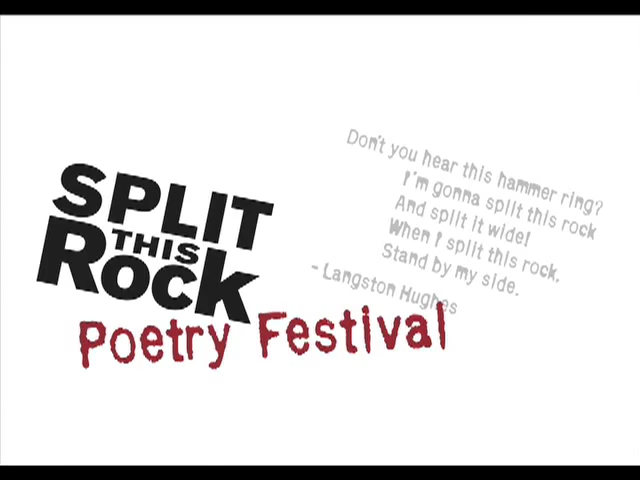 SPLIT
THIS
Rock
Poetry Festival
Don't you hear this hammer ring?
I'm gonna split this rock
And split it wide!
When I split this rock,
Stand by my side.
- Langston Hughes